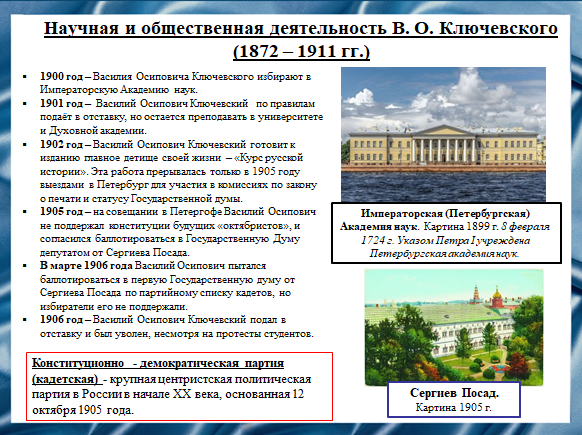 Научная и общественная деятельность В. О. Ключевского
(1872 – 1911 гг.)
1900 год – Василия Осиповича Ключевского избирают в
Императорскую Академию наук.
1901 год – Василий Осипович Ключевский по правилам
подаёт в отставку, но остается преподавать в университете
и Духовной академии.
1902 год – Василий Осипович Ключевский готовит к
изданию главное детище своей жизни – «Курс русской
истории». Эта работа прерывалась только в 1905 году
выездами в Петербург для участия в комиссиях по закону
о печати и статусу Государственной думы.
1905 год – на совещании в Петергофе Василий Осипович
не поддержал конституции будущих «октябристов», и
согласился баллотироваться в Государственную Думу
депутатом от Сергиева Посада.
В марте 1906 года Василий Осипович пытался
баллотироваться в первую Государственную думу от
Сергиева Посада по партийному списку кадетов, но
избиратели его не поддержали.
1906 год – Василий Осипович Ключевский подал в
отставку и был уволен, несмотря на протесты студентов.
Конституционно - демократическая партия
(кадетская) - крупная центристская политическая
партия в России в начале XX века, основанная 12
октября 1905 года.
Императорская (Петербургская)
Академия наук. Картина 1899 г. 8 февраля
1724 г. Указом Петра I учреждена
Петербургская академия наук.
Сергиев Посад.
Картина 1905 г.